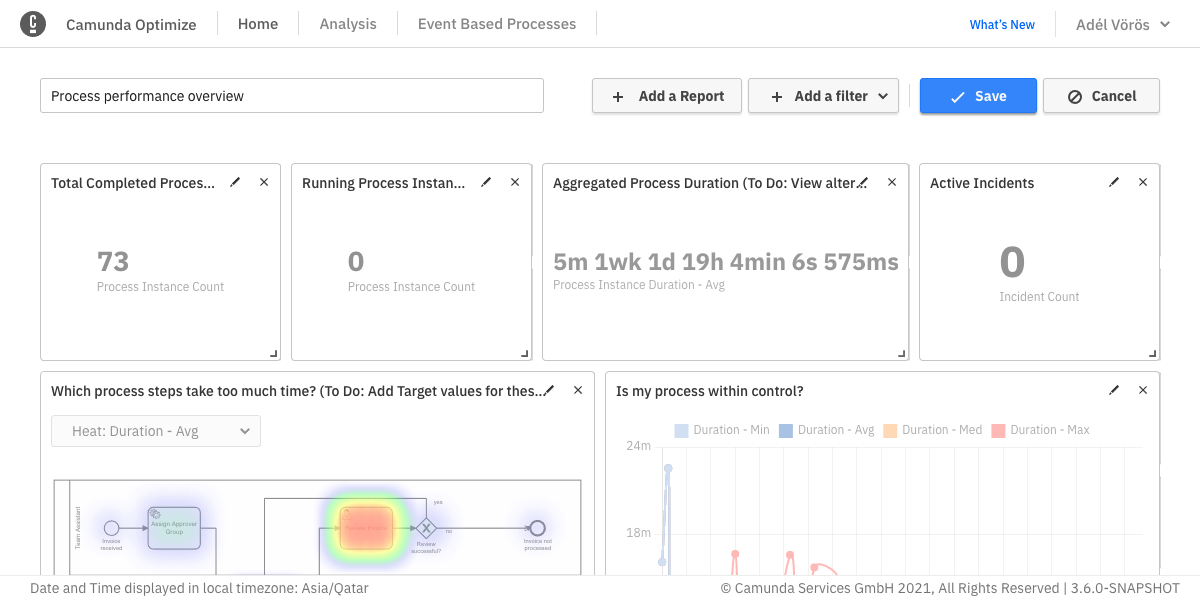 Camunda Optimize
Home
Analysis
Event Based Processes
What's New
Adél Vörös
Process performance overview
Add a Report
Add a filter
Save
Cancel
Total Completed Proces...
Running Process Instan...
Aggregated Process Duration (To Do: View alter...
Active Incidents
73
Process Instance Count
0
Process Instance Count
5m 1wk 1d 19h 4min 6s 575ms
Process Instance Duration - Avg
0
Incident Count
Which process steps take too much time? (To Do: Add Target values for thes...
Is my process within control?
Heat: Duration - Avg
Duration - Min
Duration - Avg
Duration - Med
Duration - Max
24m
18m
Team Assistant
Invoice
received
Assign Approver
Group
yes
Review
successful?
no
Invoice not
processed
Date and Time displayed in local timezone: Asia/Qatar
© Camunda Services GmbH 2021, All Rights Reserved | 3.6.0-SNAPSHOT